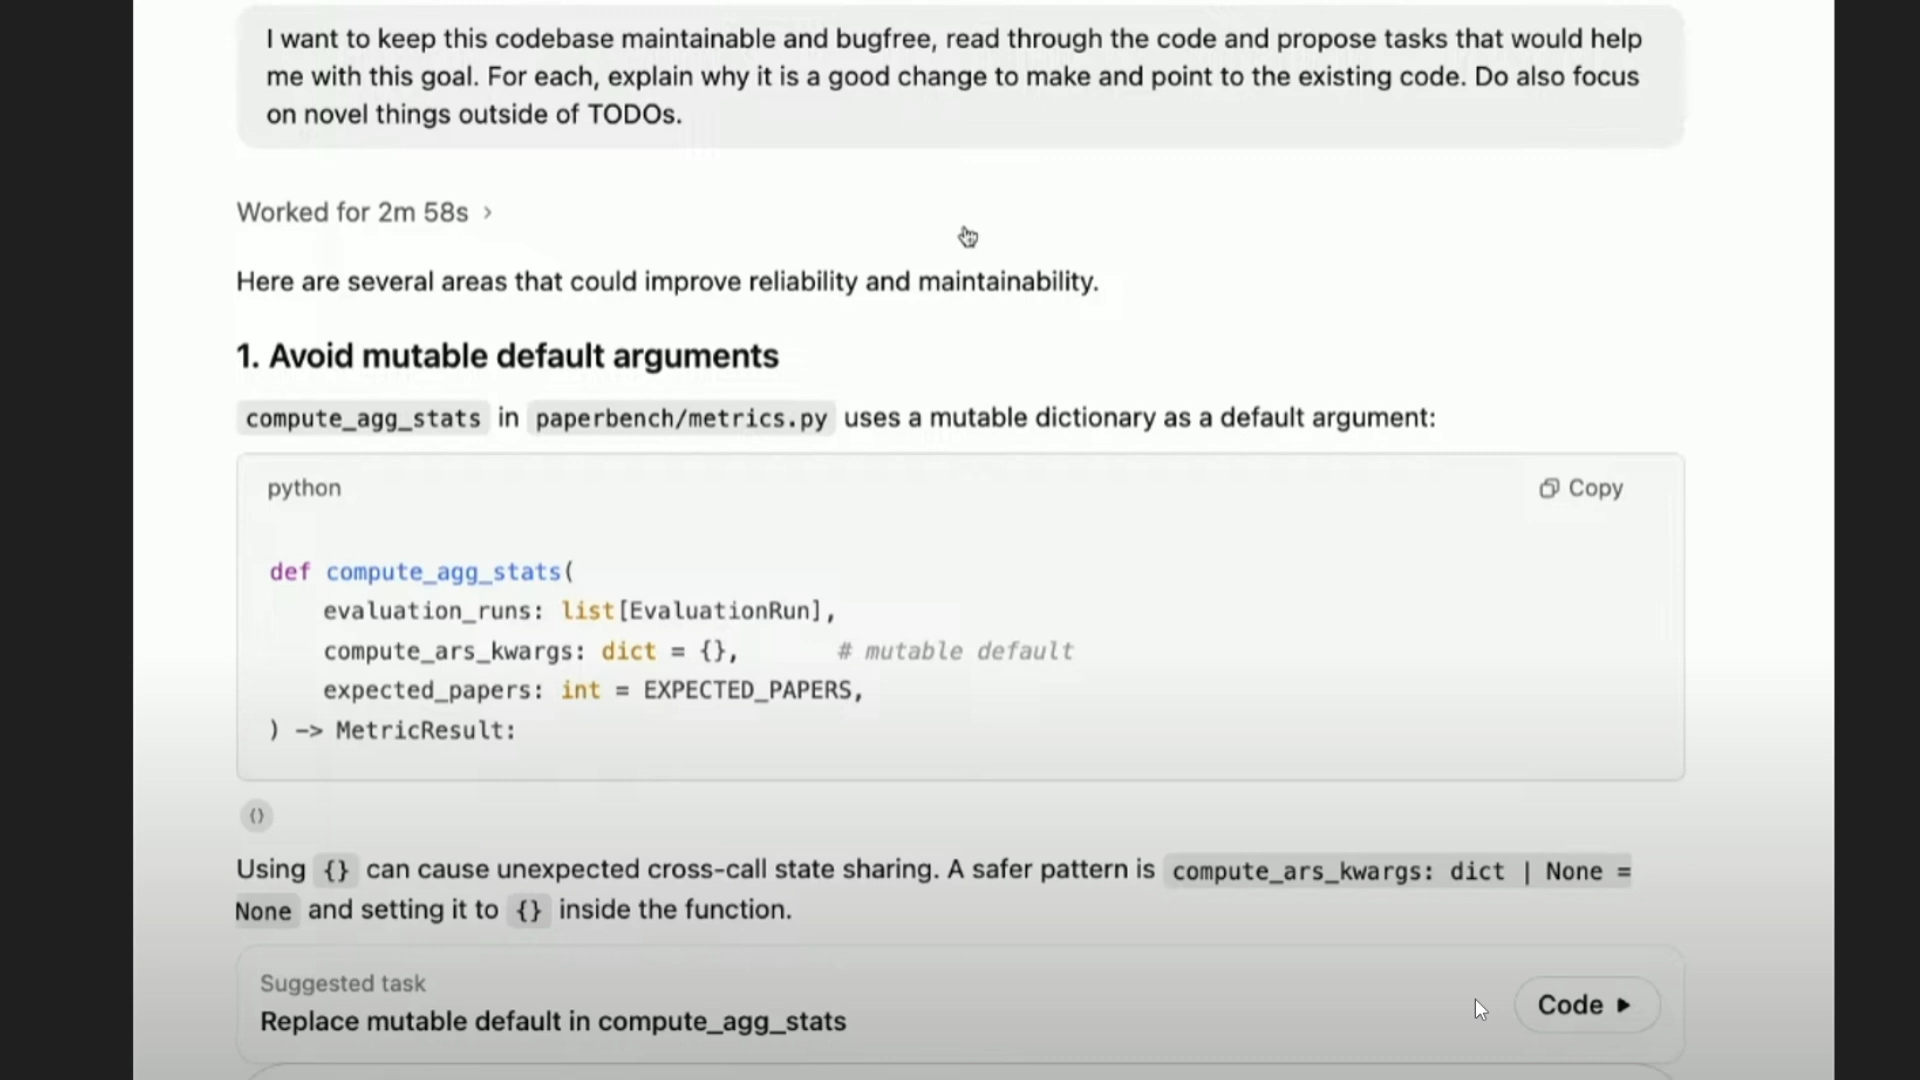 I want to keep this codebase maintainable and bugfree, read through the code and propose tasks that would help
me with this goal. For each, explain why it is a good change to make and point to the existing code. Do also focus
on novel things outside of TODOs.
Worked for 2m 58s >
Here are several areas that could improve reliability and maintainability.
1. Avoid mutable default arguments
compute_agg_stats in paperbench/metrics.py uses a mutable dictionary as a default argument:
python
Copy
def compute_agg_stats(
    evaluation_runs: list[EvaluationRun],
    compute_ars_kwargs: dict = {},       # mutable default
    expected_papers: int = EXPECTED_PAPERS,
) -> MetricResult:
()
Using {} can cause unexpected cross-call state sharing. A safer pattern is compute_ars_kwargs: dict | None =
None and setting it to {} inside the function.
Suggested task
Replace mutable default in compute_agg_stats
Code